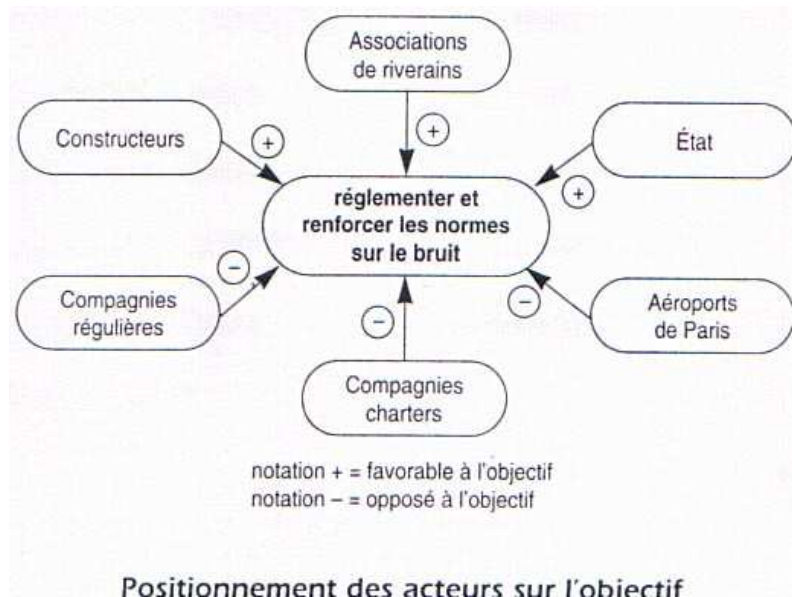 Associations
de riverains
Constructeurs
+
+
État
+
réglementer et
renforcer les normes
sur le bruit
Compagnies
régulières
−
−
Aéroports
de Paris
−
Compagnies
charters
notation + = favorable à l'objectif
notation − = opposé à l'objectif
Positionnement des acteurs sur l'objectif